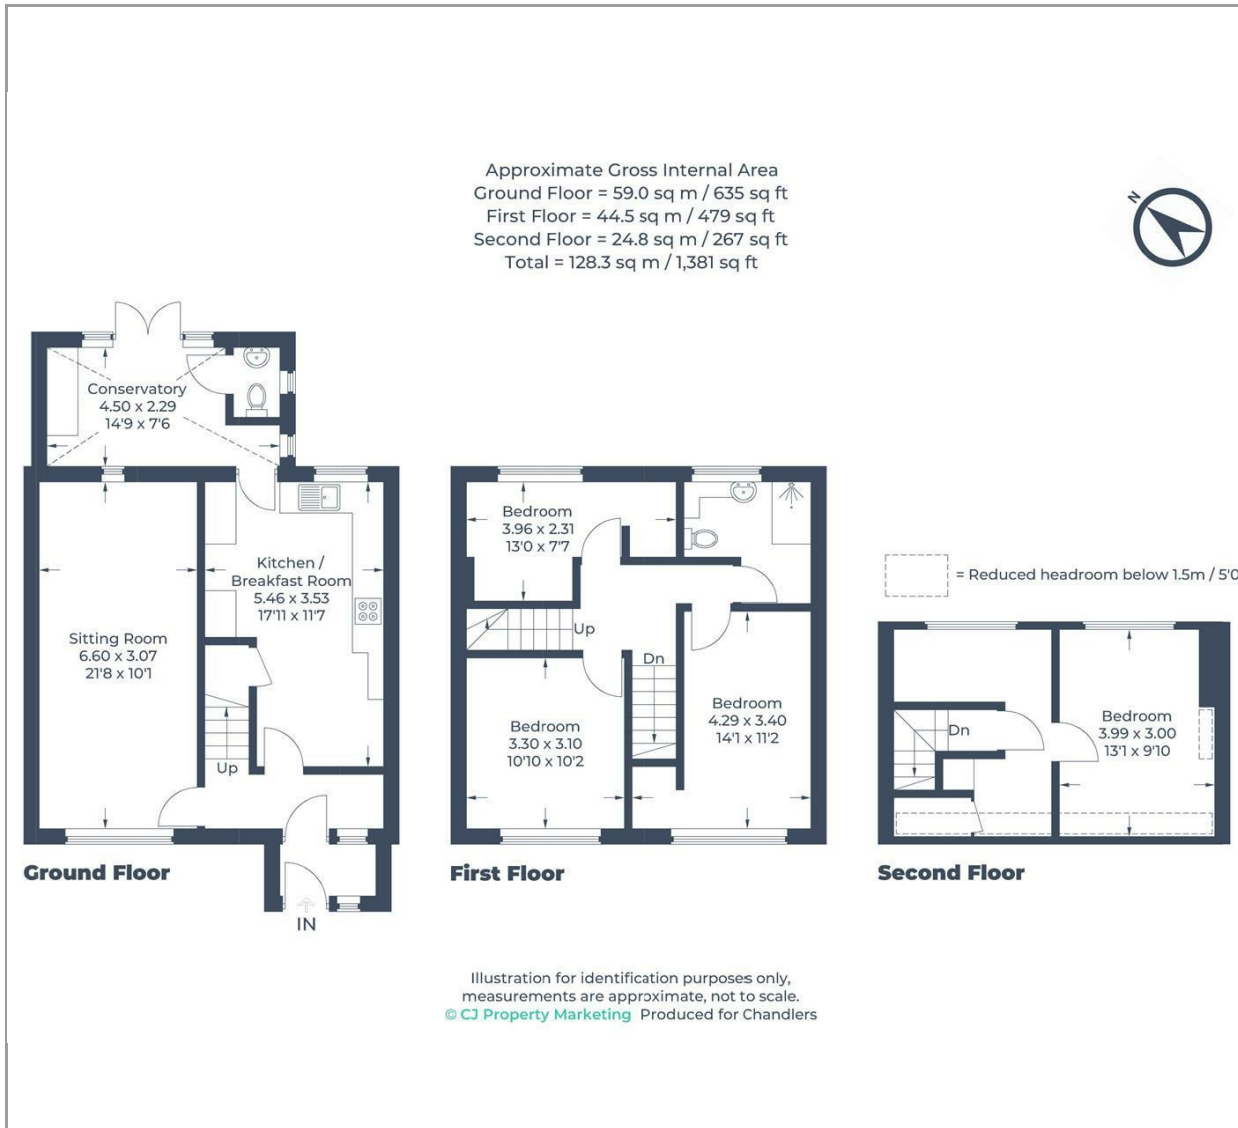 Approximate Gross Internal Area
Ground Floor = 59.0 sq m / 635 sq ft
First Floor = 44.5 sq m / 479 sq ft
Second Floor = 24.8 sq m / 267 sq ft
Total = 128.3 sq m / 1,381 sq ft
N
Conservatory
4.50 x 2.29
14'9 x 7'6
Kitchen /
Breakfast Room
5.46 x 3.53
17'11 x 11'7
Sitting Room
6.60 x 3.07
21'8 x 10'1
Up
IN
Ground Floor
Bedroom
3.96 x 2.31
13'0 x 7'7
Up
Dn
Bedroom
3.30 x 3.10
10'10 x 10'2
Bedroom
4.29 x 3.40
14'1 x 11'2
First Floor
= Reduced headroom below 1.5m / 5'0
Dn
Bedroom
3.99 x 3.00
13'1 x 9'10
Second Floor
Illustration for identification purposes only,
measurements are approximate, not to scale.
© CJ Property Marketing Produced for Chandlers